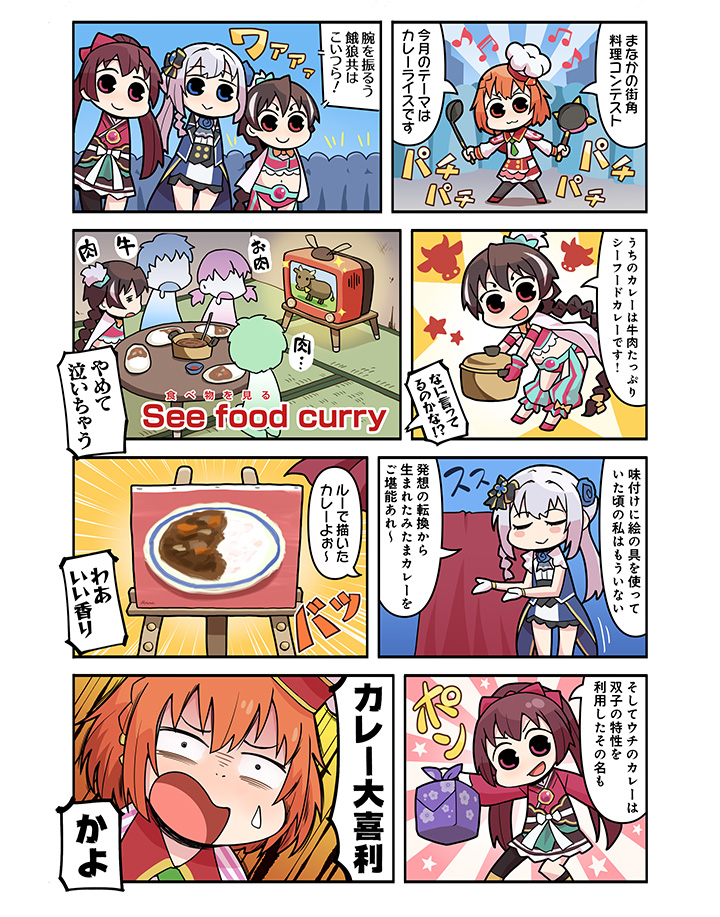 まなかの街角
料理コンテスト
今月のテーマは
カレーライスです
パチ
パチ
パチ
パチ
腕を振るう
餓狼共は
こいつら!
ワアアァ
うちのカレーは牛肉たっぷり
シーフードカレーです!
なに言って
るのかな!?
お肉
牛
肉
肉…
食べ物を見る
See food curry
やめて
泣いちゃう
味付けに絵の具を使って
いた頃の私はもういない
スス
発想の転換から
生まれたみたまカレーを
ご堪能あれ〜
ルーで描いた
カレーよぉ〜
バッ
わあ
いい香り
そしてウチのカレーは
双子の特性を
利用したその名も
ポン
カレー大喜利
かよ